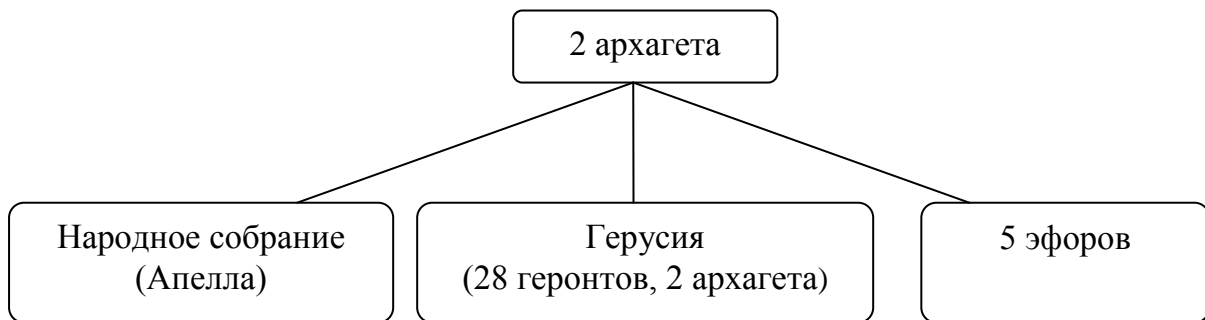 2 архагета
Народное собрание
(Апелла)
Герусия
(28 геронтов, 2 архагета)
5 эфоров